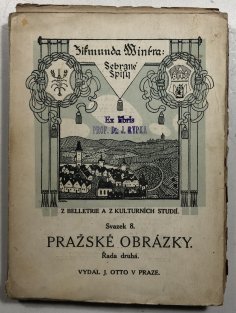 Zikmunda Wintra:
Sebrané
Spisy
Ex libris
PROF. Dr. J. RYPKA
Z BELLETRIE A Z KULTURNÍCH STUDIÍ.
Svazek 8.
PRAŽSKÉ OBRÁZKY.
Řada druhá.
VYDAL J. OTTO V PRAZE.